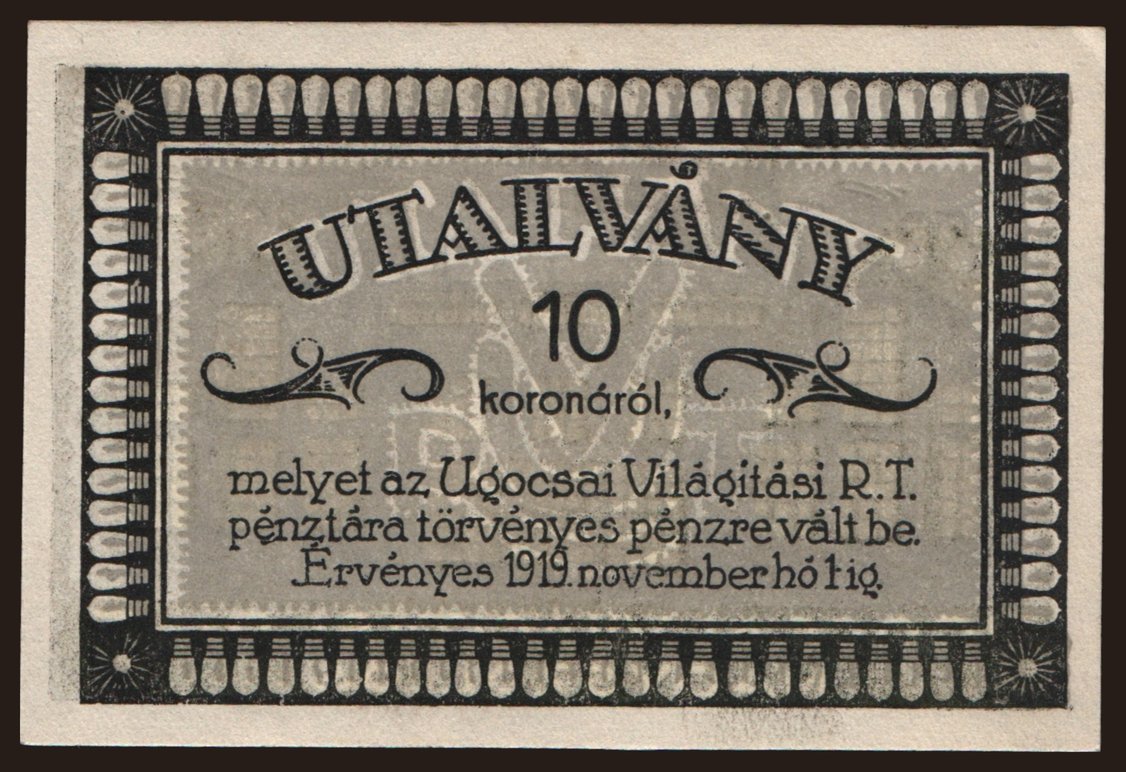 UTALVÁNY
10
koronáról,
melyet az Ugocsai Világitási R.T.
pénztára törvényes pénzre vált be.
Érvényes 1919. november hó 1 ig.